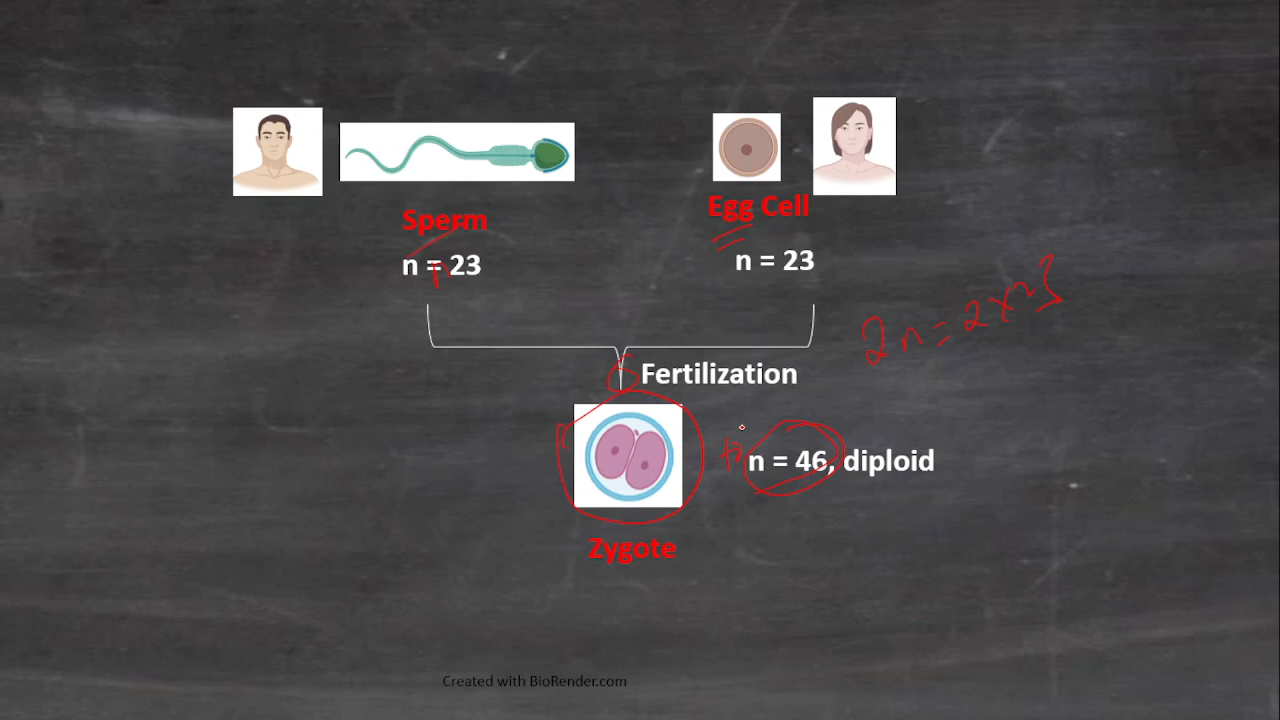 Sperm
Egg Cell
n = 23
n = 23
2n = 2 x 23
Fertilization
n = 46, diploid
Zygote
Created with BioRender.com